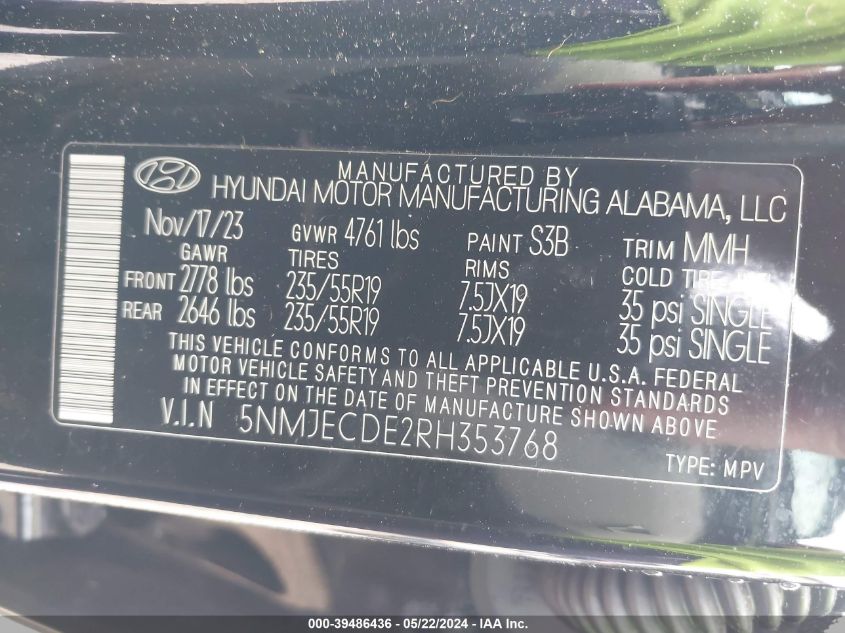 MANUFACTURED BY
HYUNDAI MOTOR MANUFACTURING ALABAMA, LLC
Nov/17/23 GVWR 4761 lbs PAINT S3B TRIM MMH
GAWR TIRES RIMS COLD TIRE
FRONT 2778 lbs 235/55R19 7.5JX19 35 psi SINGLE
REAR 2646 lbs 235/55R19 7.5JX19 35 psi SINGLE
THIS VEHICLE CONFORMS TO ALL APPLICABLE U.S.A. FEDERAL
MOTOR VEHICLE SAFETY AND THEFT PREVENTION STANDARDS
IN EFFECT ON THE DATE OF MANUFACTURE SHOWN ABOVE
V.I.N 5NMJECDE2RH353768
TYPE: MPV
000-39486436 - 05/22/2024 - IAA Inc.